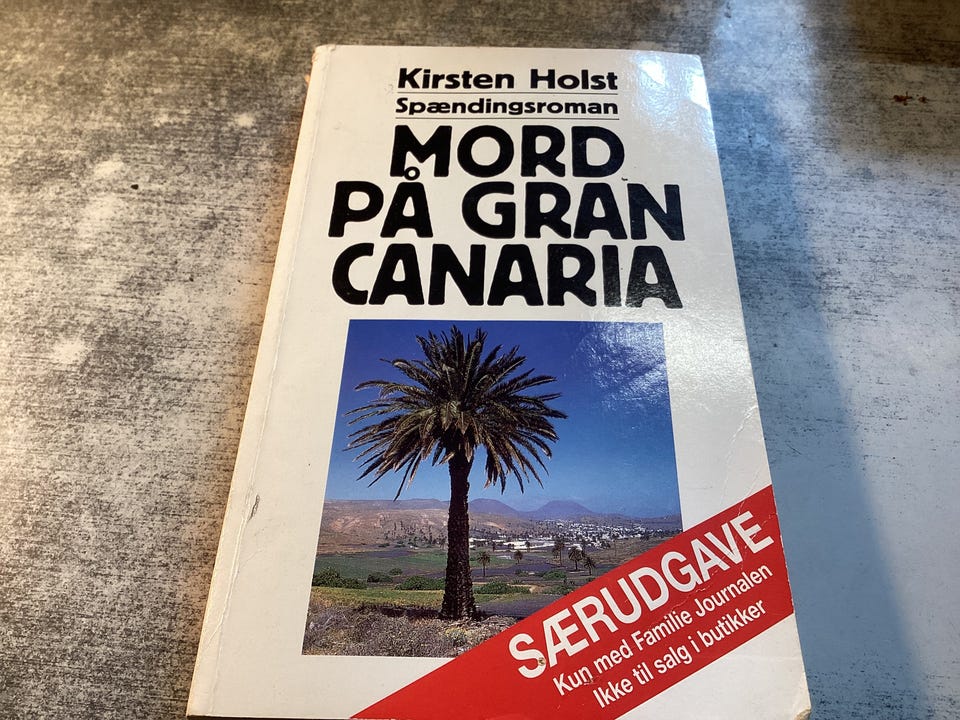 Kirsten Holst
Spændingsroman
MORD
PÅ GRAN
CANARIA
SÆRUDGAVE
Kun med Familie Journalen
Ikke til salg i butikker